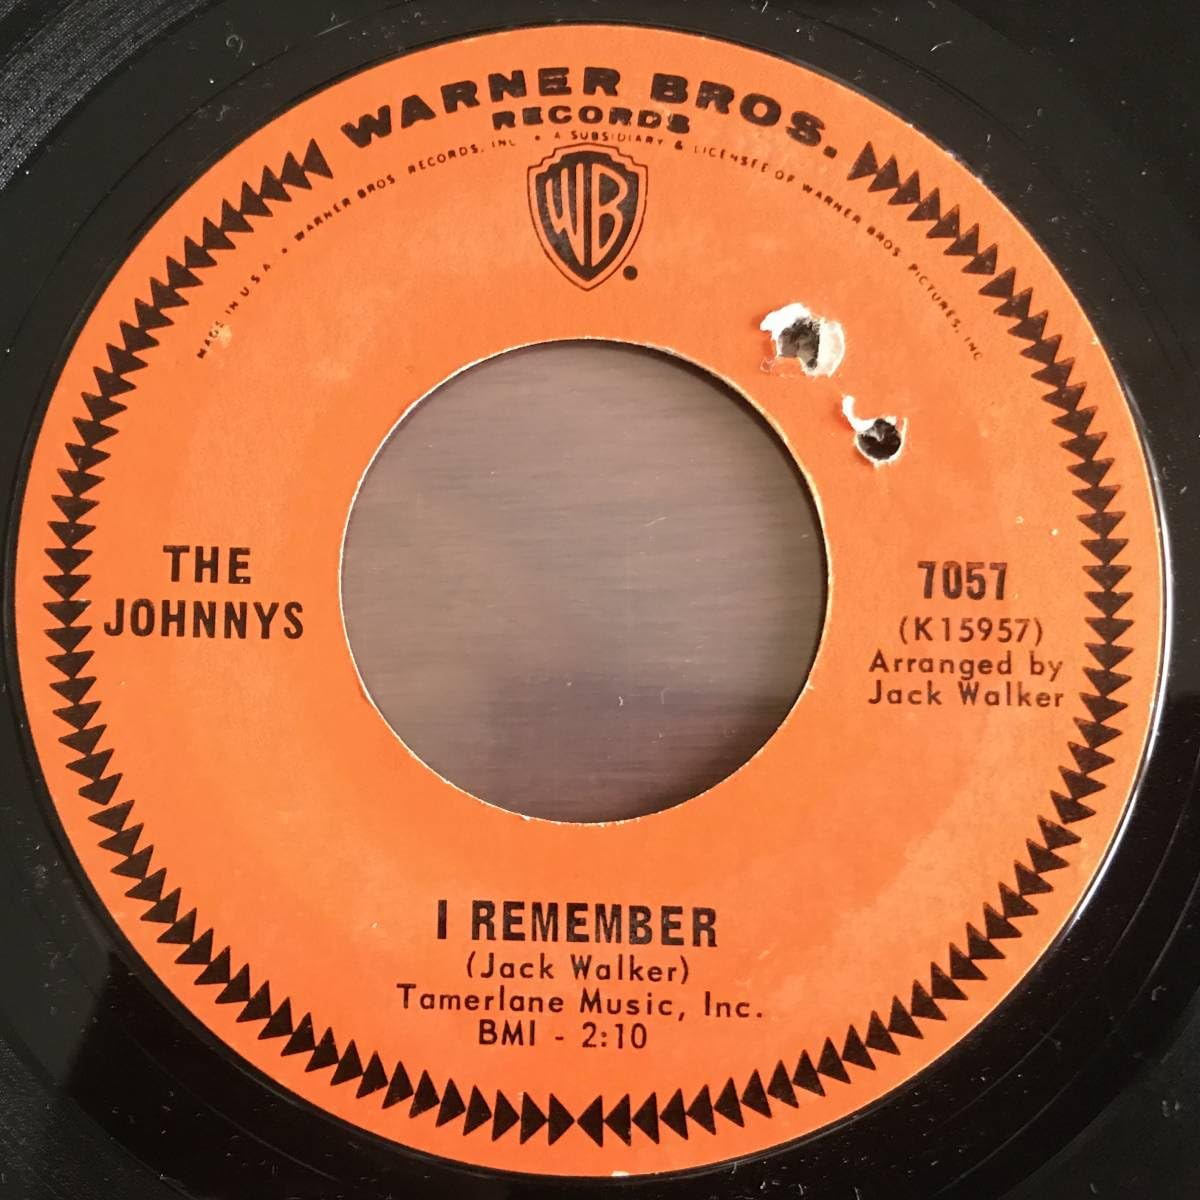 WARNER BROS.
RECORDS
MADE IN U.S.A. • WARNER BROS RECORDS, INC • A SUBSIDIARY & LICENSEE OF WARNER BROS. PICTURES, INC
WB
THE
JOHNNYS
7057
(K15957)
Arranged by
Jack Walker
I REMEMBER
(Jack Walker)
Tamerlane Music, Inc.
BMI - 2:10